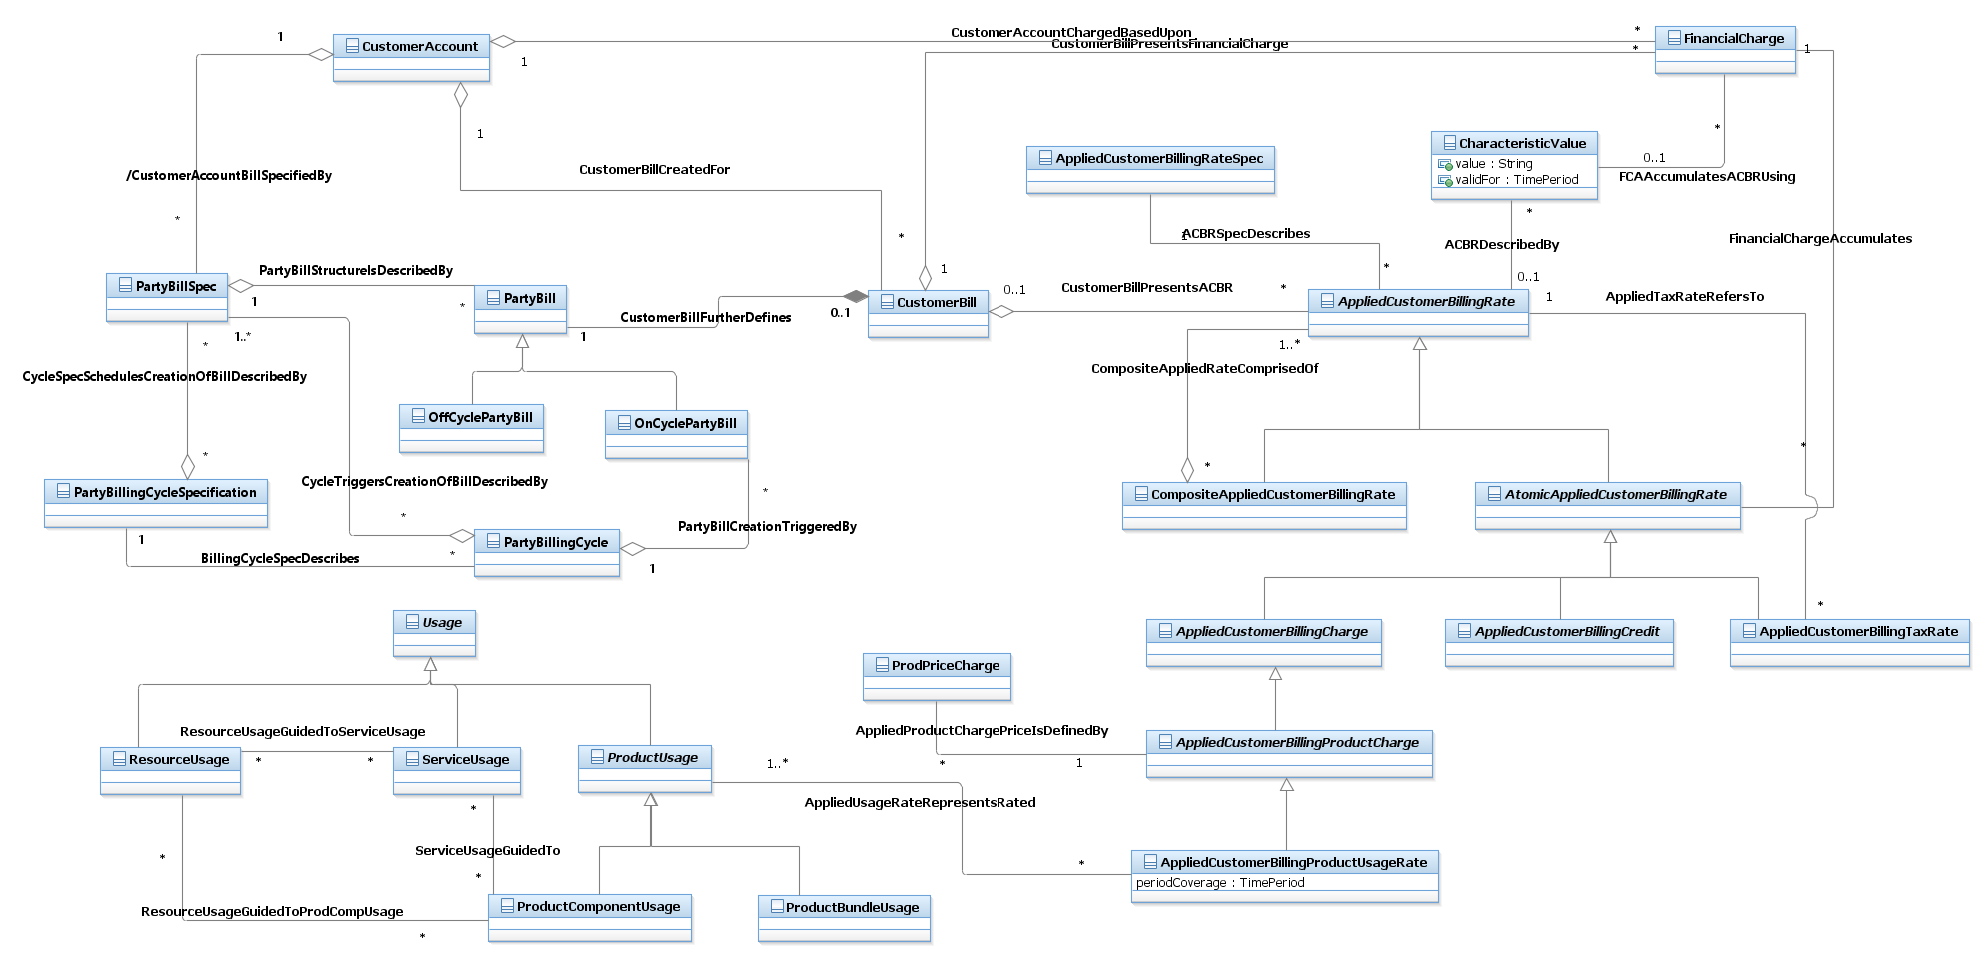 CustomerAccountChargedBasedUpon
*
1
CustomerAccount
FinancialCharge
CustomerBillPresentsFinancialCharge
*
1
1
*
1
CharacteristicValue
value : String
validFor : TimePeriod
0..1
FCAAccumulatesACBRUsing
AppliedCustomerBillingRateSpec
CustomerBillCreatedFor
/CustomerAccountBillSpecifiedBy
*
*
*
1
ACBRSpecDescribes
ACBRDescribedBy
FinancialChargeAccumulates
PartyBillStructureIsDescribedBy
1
*
0..1
PartyBillSpec
1
*
PartyBill
CustomerBill
0..1
CustomerBillPresentsACBR
*
AppliedCustomerBillingRate
1
AppliedTaxRateRefersTo
CustomerBillFurtherDefines
0..1
1..*
*
1
1..*
CompositeAppliedRateComprisedOf
CycleSpecSchedulesCreationOfBillDescribedBy
OffCyclePartyBill
OnCyclePartyBill
*
*
*
CycleTriggersCreationOfBillDescribedBy
PartyBillingCycleSpecification
*
CompositeAppliedCustomerBillingRate
AtomicAppliedCustomerBillingRate
*
PartyBillCreationTriggeredBy
1
PartyBillingCycle
*
BillingCycleSpecDescribes
1
*
Usage
AppliedCustomerBillingCharge
AppliedCustomerBillingCredit
AppliedCustomerBillingTaxRate
ProdPriceCharge
ResourceUsageGuidedToServiceUsage
AppliedProductChargePriceIsDefinedBy
AppliedCustomerBillingProductCharge
ResourceUsage
*
*
ServiceUsage
ProductUsage
1..*
*
1
AppliedUsageRateRepresentsRated
*
ServiceUsageGuidedTo
*
*
AppliedCustomerBillingProductUsageRate
periodCoverage : TimePeriod
*
ResourceUsageGuidedToProdCompUsage
ProductComponentUsage
ProductBundleUsage
*